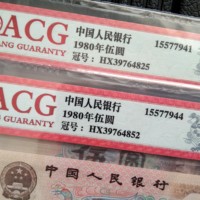 ACG
NG GUARANTY
中国人民银行
1980年伍圆
冠号: HX39764825
15577941
ACG
ANG GUARANTY
中国人民银行
1980年伍圆
冠号: HX39764852
15577944
中国人民银行